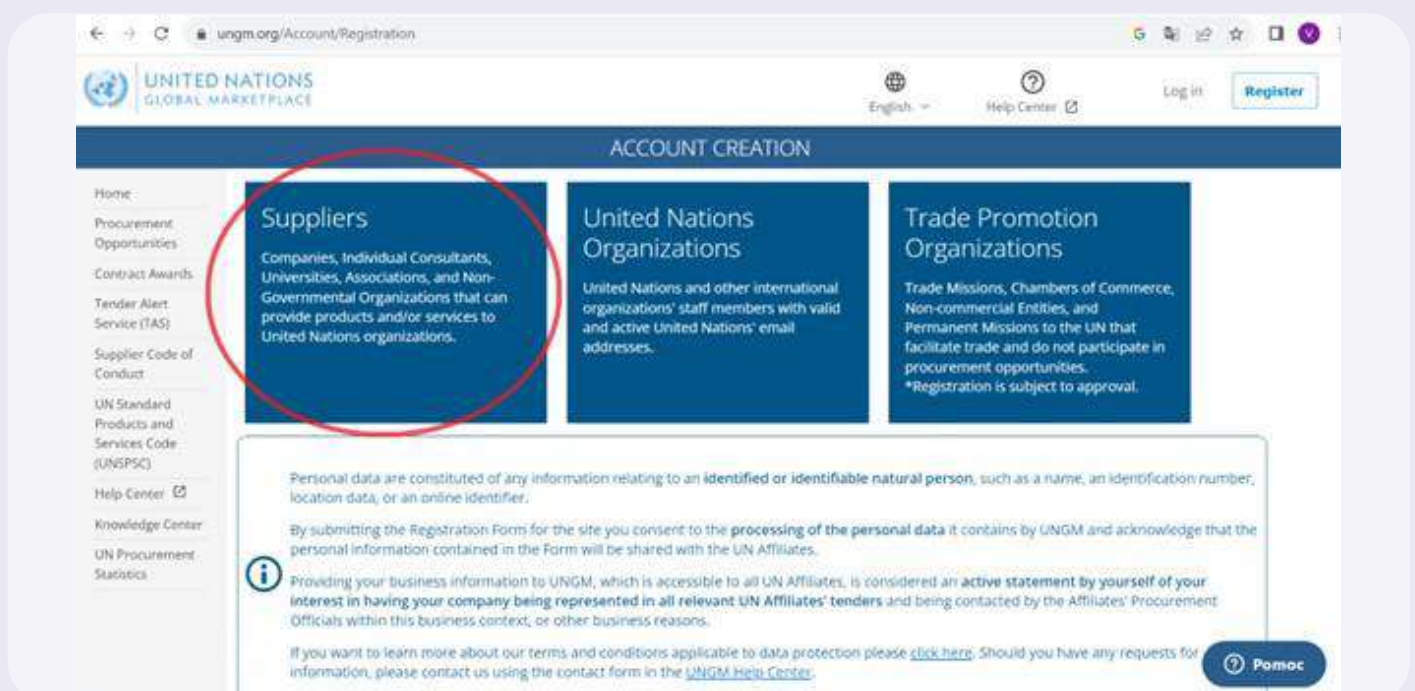 ungm.org/Account/Registration
UNITED NATIONS
GLOBAL MARKETPLACE
English
Help Center
Log in
Register
ACCOUNT CREATION
Home
Procurement
Opportunities
Contract Awards
Tender Alert
Service (TAS)
Supplier Code of
Conduct
UN Standard
Products and
Services Code
(UNSPSC)
Help Center
Knowledge Center
UN Procurement
Statistics
Suppliers
Companies, Individual Consultants,
Universities, Associations, and Non-
Governmental Organizations that can
provide products and/or services to
United Nations organizations.
United Nations
Organizations
United Nations and other international
organizations' staff members with valid
and active United Nations' email
addresses.
Trade Promotion
Organizations
Trade Missions, Chambers of Commerce,
Non-commercial Entities, and
Permanent Missions to the UN that
facilitate trade and do not participate in
procurement opportunities.
*Registration is subject to approval.
Personal data are constituted of any information relating to an identified or identifiable natural person, such as a name, an identification number,
location data, or an online identifier.
By submitting the Registration Form for the site you consent to the processing of the personal data it contains by UNGM and acknowledge that the
personal information contained in the Form will be shared with the UN Affiliates.
Providing your business information to UNGM, which is accessible to all UN Affiliates, is considered an active statement by yourself of your
interest in having your company being represented in all relevant UN Affiliates' tenders and being contacted by the Affiliates' Procurement
Officials within this business context, or other business reasons.
If you want to learn more about our terms and conditions applicable to data protection please click here. Should you have any requests for
information, please contact us using the contact form in the UNGM Help Center.
Pomoc